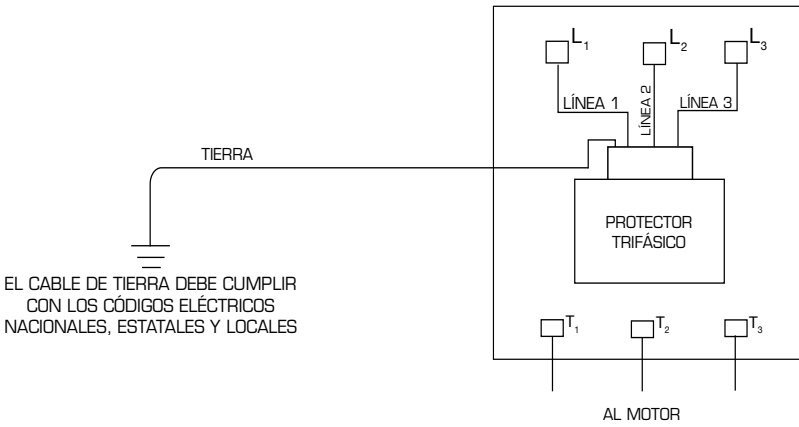 L1 L2 L3
LÍNEA 1 LÍNEA 2 LÍNEA 3
TIERRA
PROTECTOR
TRIFÁSICO
EL CABLE DE TIERRA DEBE CUMPLIR
CON LOS CÓDIGOS ELÉCTRICOS
NACIONALES, ESTATALES Y LOCALES
T1 T2 T3
AL MOTOR